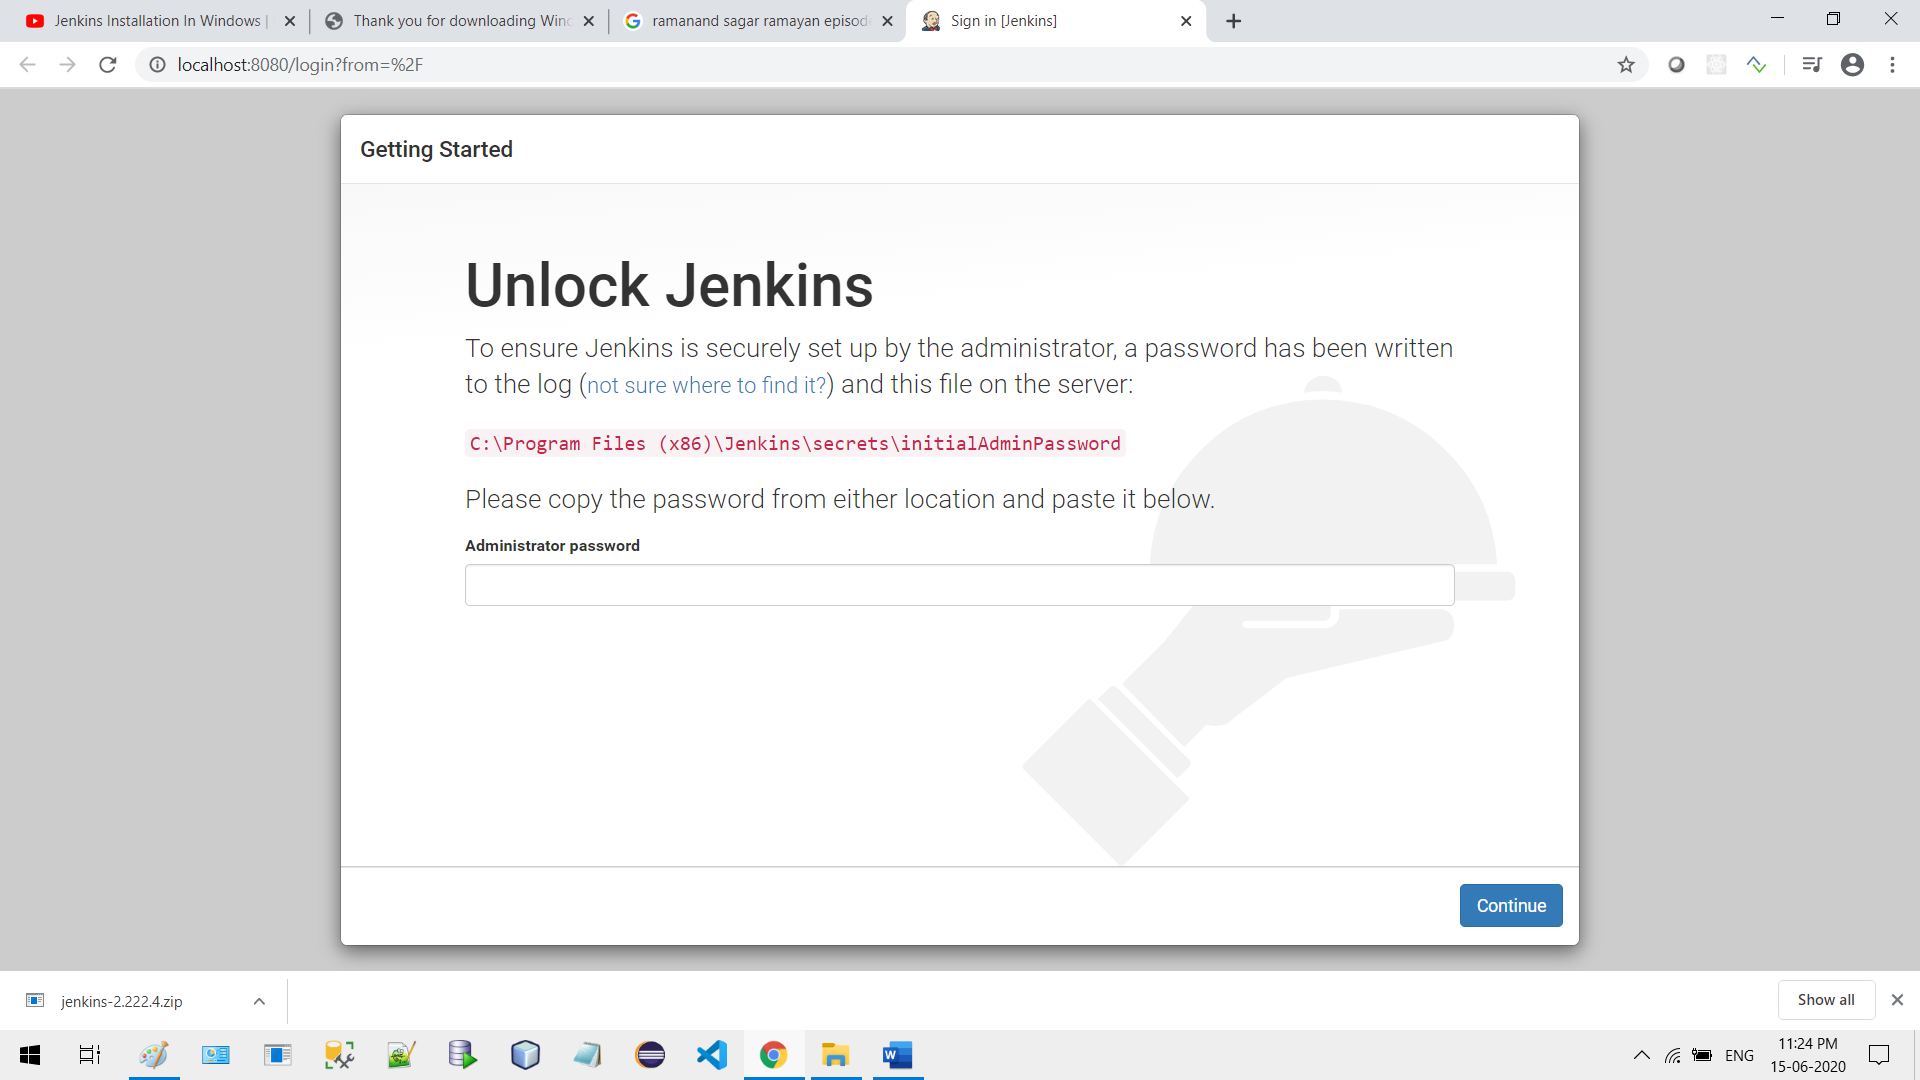 Jenkins Installation In Windows |
Thank you for downloading Winc
ramanand sagar ramayan episod
Sign in [Jenkins]
localhost:8080/login?from=%2F
Getting Started
Unlock Jenkins
To ensure Jenkins is securely set up by the administrator, a password has been written
to the log (not sure where to find it?) and this file on the server:
C:\Program Files (x86)\Jenkins\secrets\initialAdminPassword
Please copy the password from either location and paste it below.
Administrator password
Continue
jenkins-2.222.4.zip
Show all
W
ENG
11:24 PM
15-06-2020